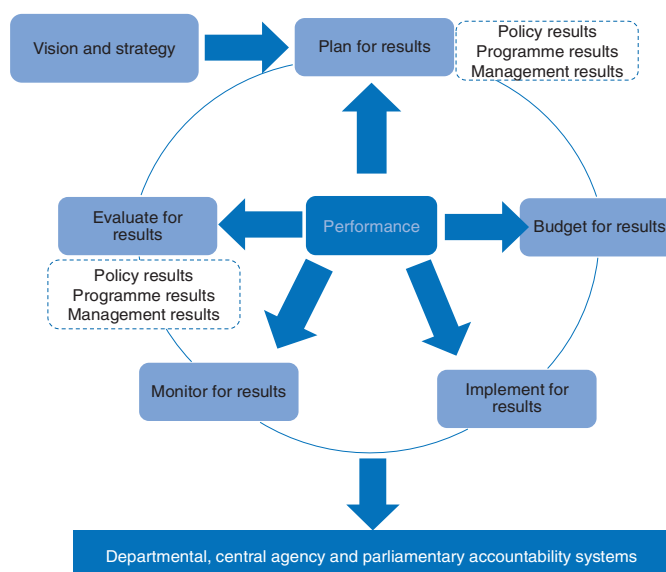 Vision and strategy
Plan for results
Policy results
Programme results
Management results
Evaluate for
results
Performance
Budget for results
Policy results
Programme results
Management results
Monitor for results
Implement for
results
Departmental, central agency and parliamentary accountability systems